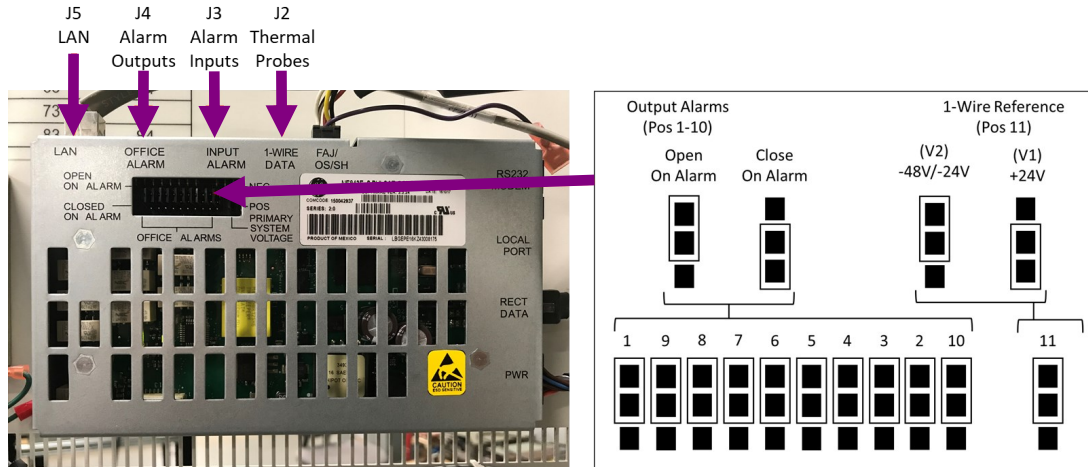 J5
LAN
J4
Alarm
Outputs
J3
Alarm
Inputs
J2
Thermal
Probes
73
LAN
OFFICE
ALARM
INPUT
ALARM
1-WIRE
DATA
FAJ/
OS/SH
OPEN
ON ALARM
CLOSED
ON ALARM
OFFICE ALARMS
NEG
POS
PRIMARY
SYSTEM
VOLTAGE
RS232
COMCODE
SERIES: 2:0
PRODUCT OF MEXICO
SERIAL :
LOCAL
PORT
RECT
DATA
PWR
CAUTION
ESD SENSITIVE
Output Alarms
(Pos 1-10)
Open
On Alarm
Close
On Alarm
1-Wire Reference
(Pos 11)
(V2)
-48V/-24V
(V1)
+24V
1 9 8 7 6 5 4 3 2 10 11